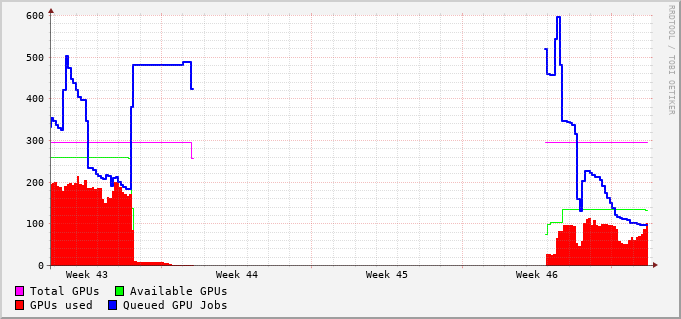 600
500
400
300
200
100
0
Week 43 Week 44 Week 45 Week 46
Total GPUs Available GPUs
GPUs used Queued GPU Jobs
RRDTOOL / TOBI OETIKER